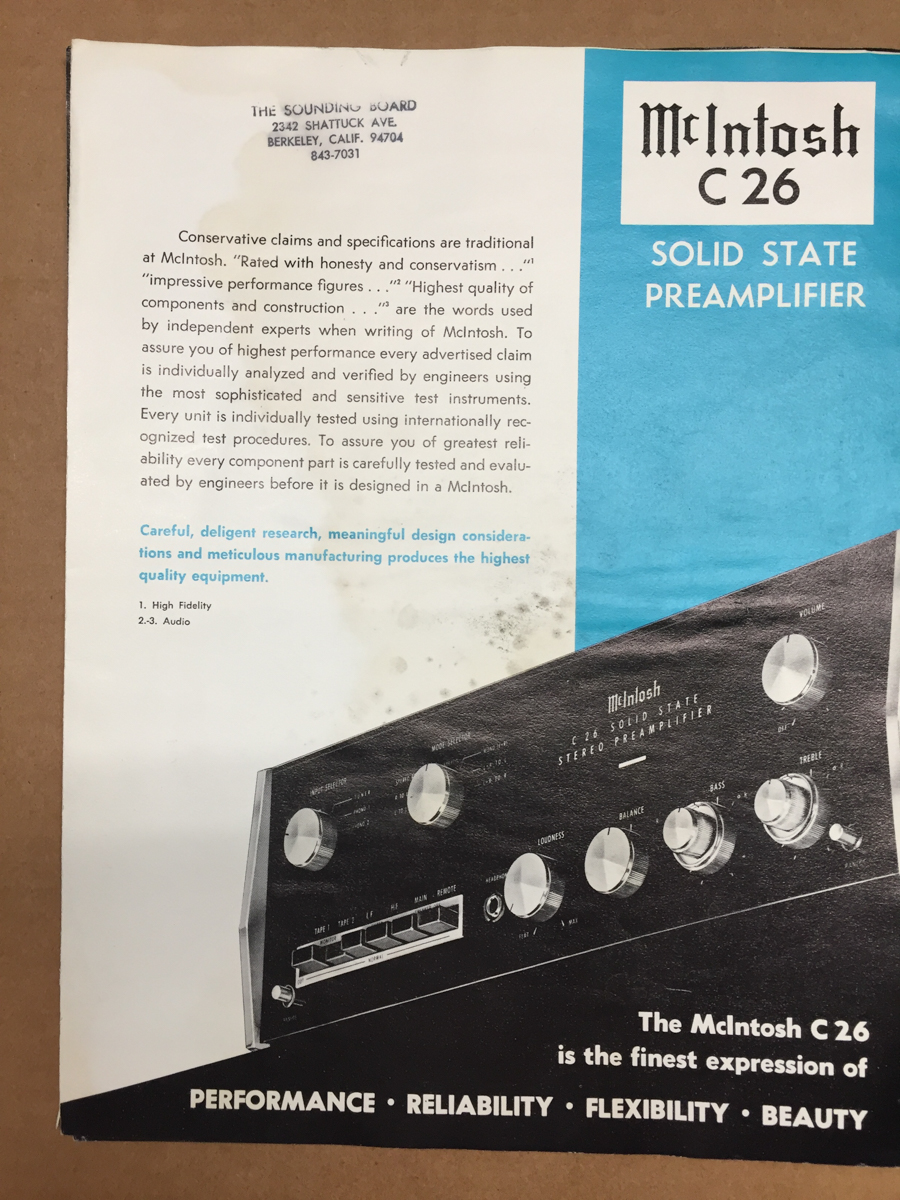 THE SOUNDING BOARD
2342 SHATTUCK AVE.
BERKELEY, CALIF. 94704
843-7031
Conservative claims and specifications are traditional
at McIntosh. "Rated with honesty and conservatism . . ."1
"impressive performance figures . . ."2 "Highest quality of
components and construction . . ."3 are the words used
by independent experts when writing of McIntosh. To
assure you of highest performance every advertised claim
is individually analyzed and verified by engineers using
the most sophisticated and sensitive test instruments.
Every unit is individually tested using internationally rec-
ognized test procedures. To assure you of greatest reli-
ability every component part is carefully tested and evalu-
ated by engineers before it is designed in a McIntosh.
Careful, deligent research, meaningful design considera-
tions and meticulous manufacturing produces the highest
quality equipment.
1. High Fidelity
2.-3. Audio
McIntosh
C 26
SOLID STATE
PREAMPLIFIER
VOLUME
OFF
McIntosh
C 26 SOLID STATE
STEREO PREAMPLIFIER
MODE SELECTOR
INPUT SELECTOR
TUNER
PHONO 1
PHONO 2
TREBLE
BASS
BALANCE
LOUDNESS
TAPE 1 TAPE 2 L F H F MAIN REMOTE
MONITOR
NORMAL
The McIntosh C 26
is the finest expression of
PERFORMANCE • RELIABILITY • FLEXIBILITY • BEAUTY